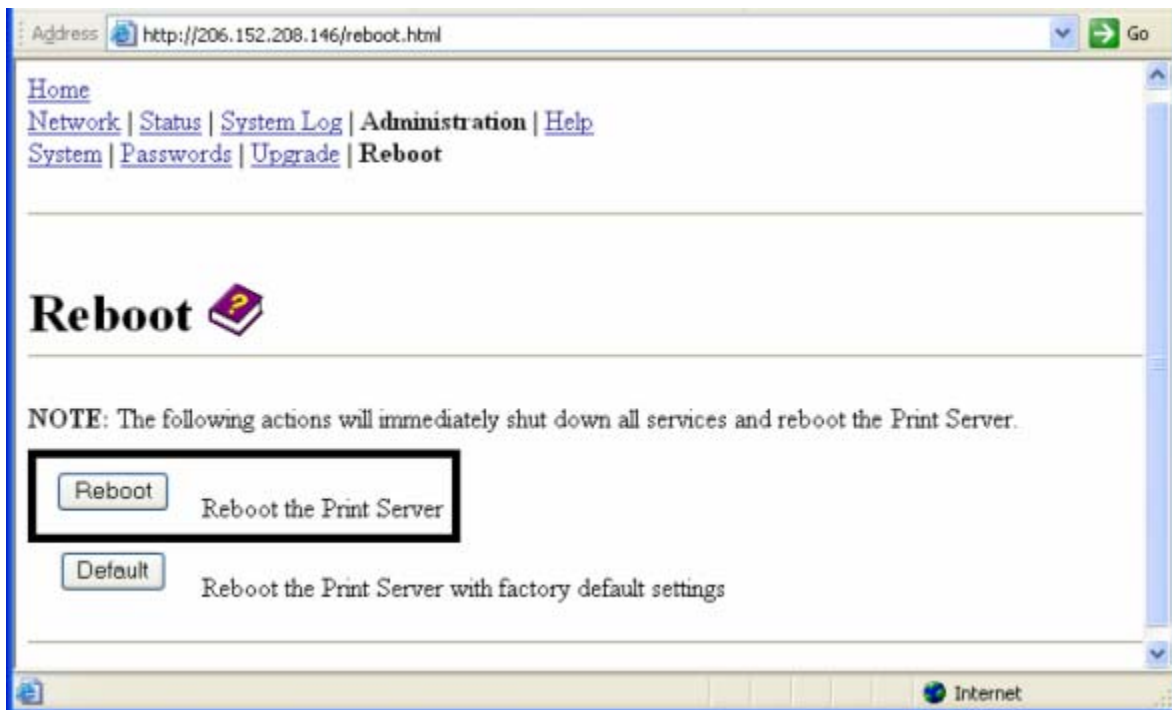 Address http://206.152.208.146/reboot.html Go
Home
Network | Status | System Log | Administration | Help
System | Passwords | Upgrade | Reboot
Reboot ?
NOTE: The following actions will immediately shut down all services and reboot the Print Server.
Reboot Reboot the Print Server
Default Reboot the Print Server with factory default settings
Internet